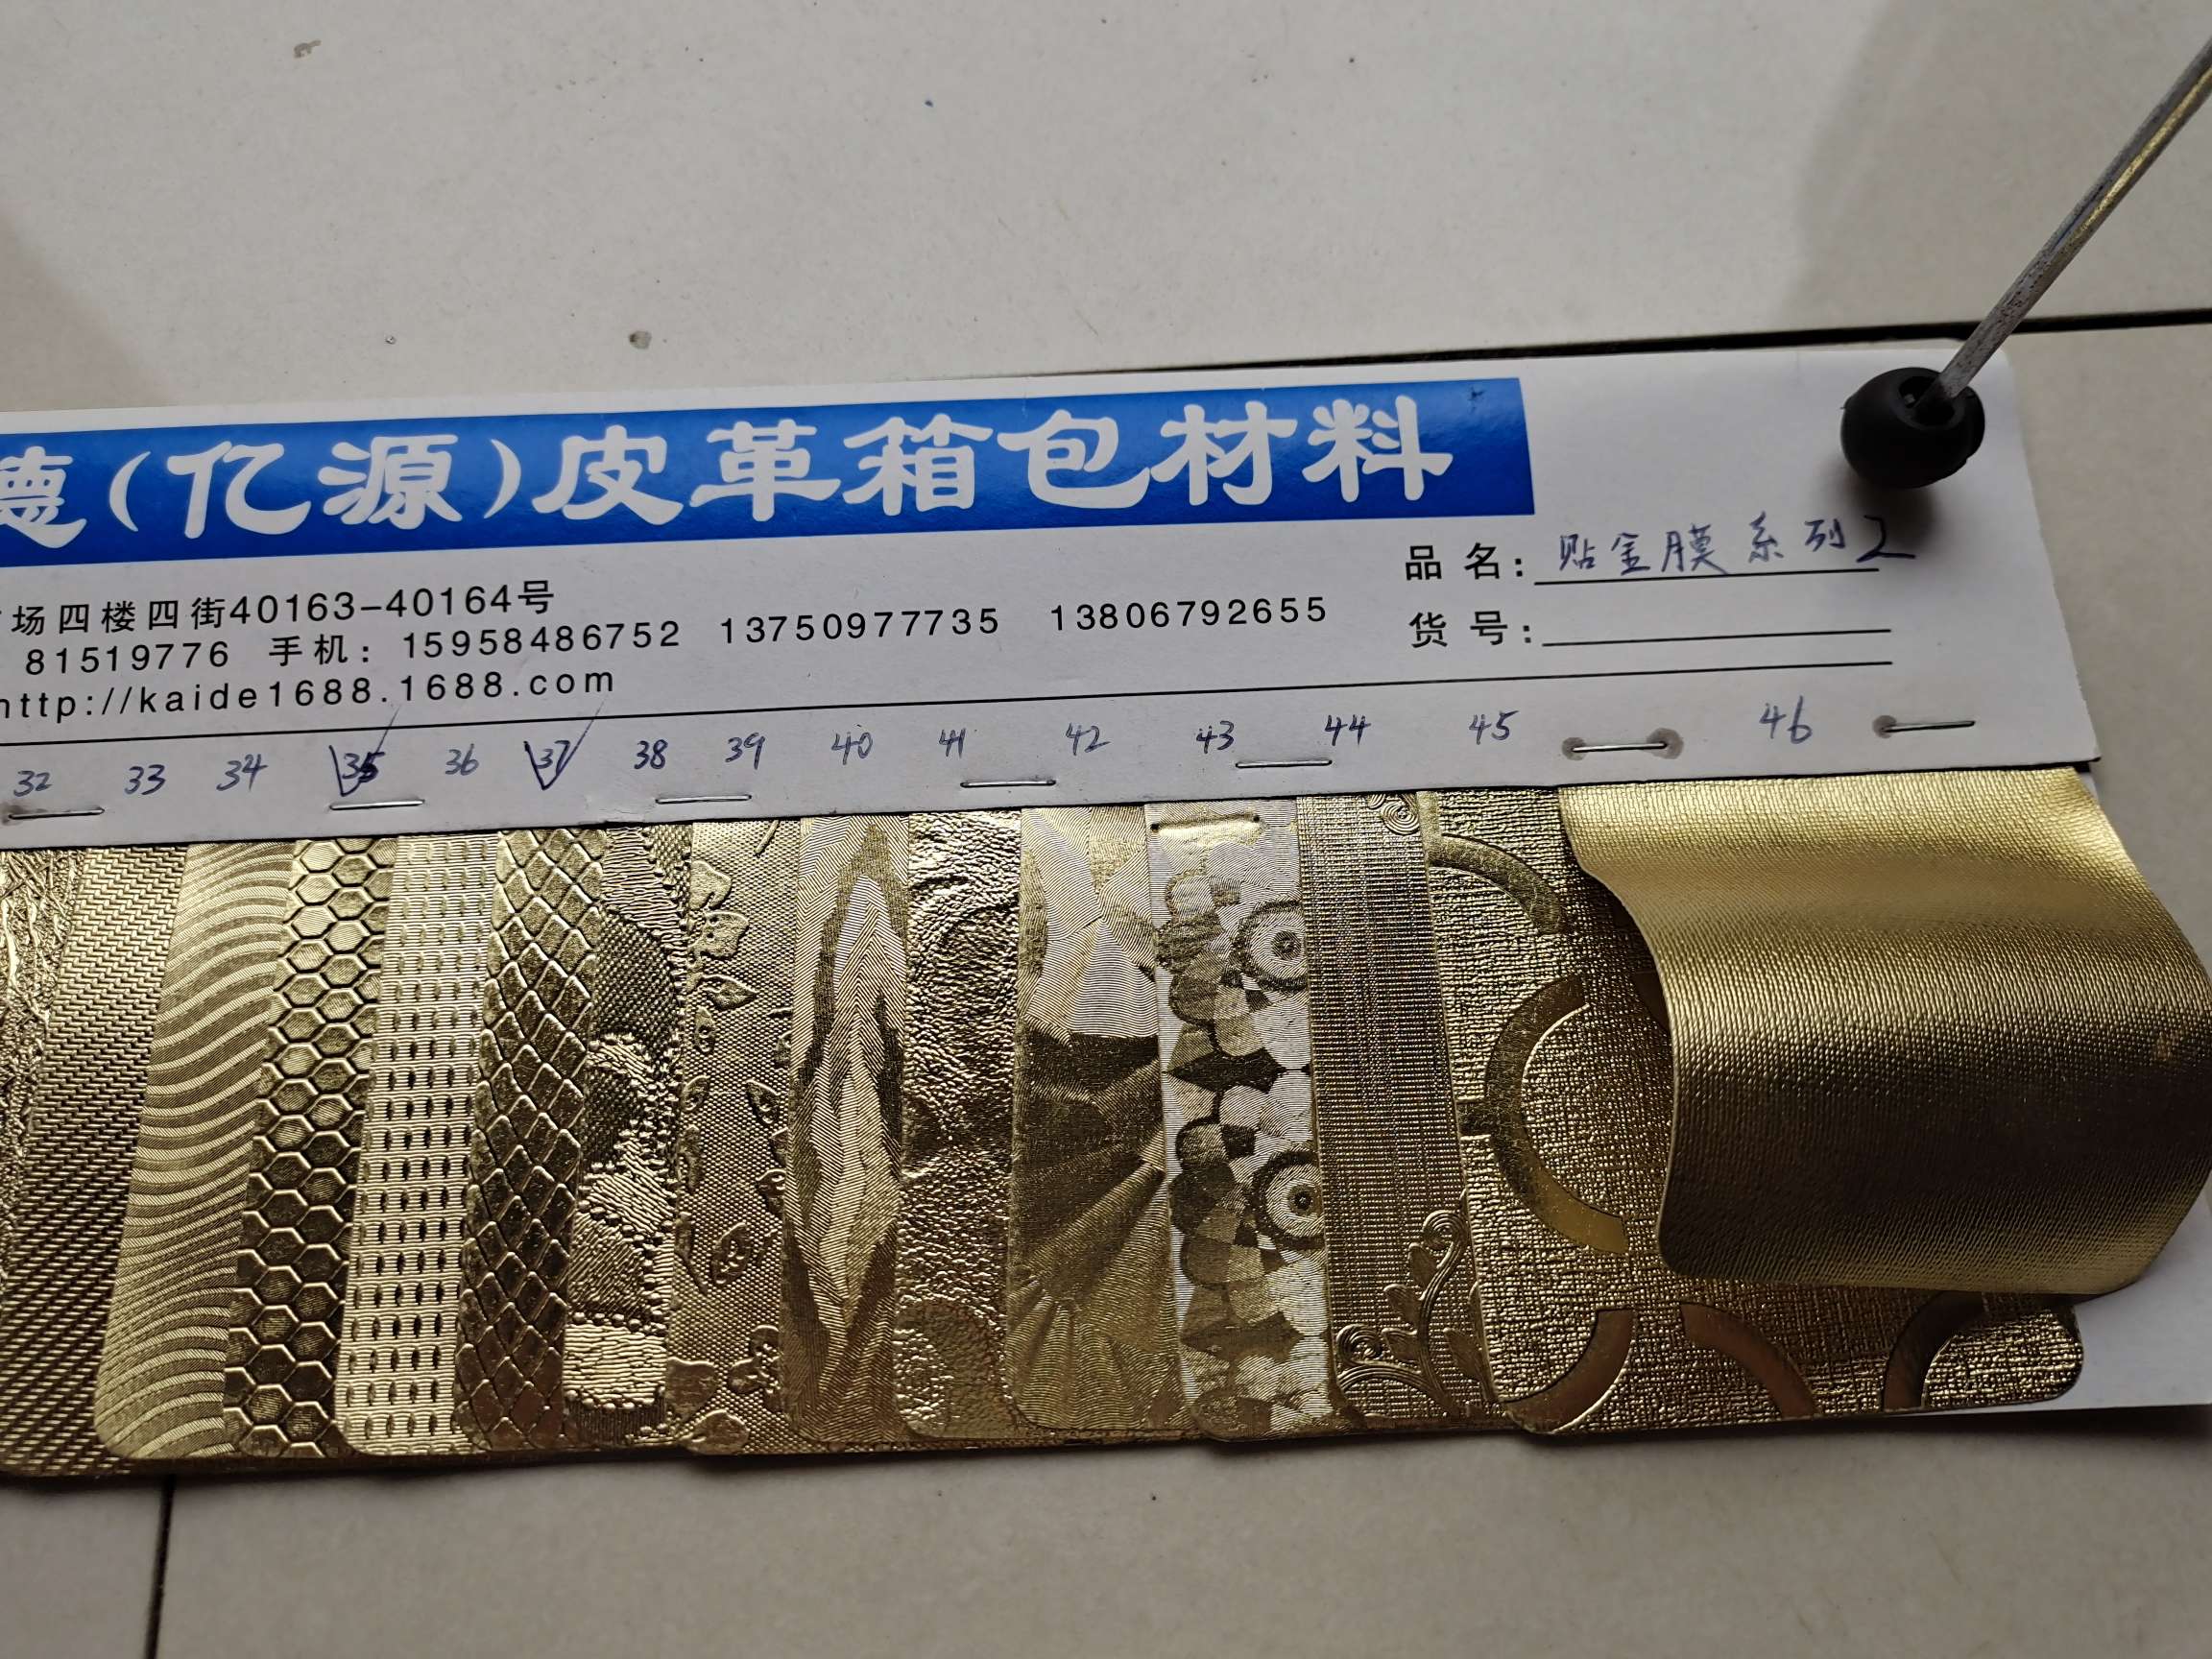 德(亿源)皮革箱包材料
场四楼四街40163-40164号
81519776 手机: 15958486752 13750977735 13806792655
http://kaide1688.1688.com
品 名: 贴金膜系列2
货 号:
32 33 34 35 36 37 38 39 40 41 42 43 44 45 46